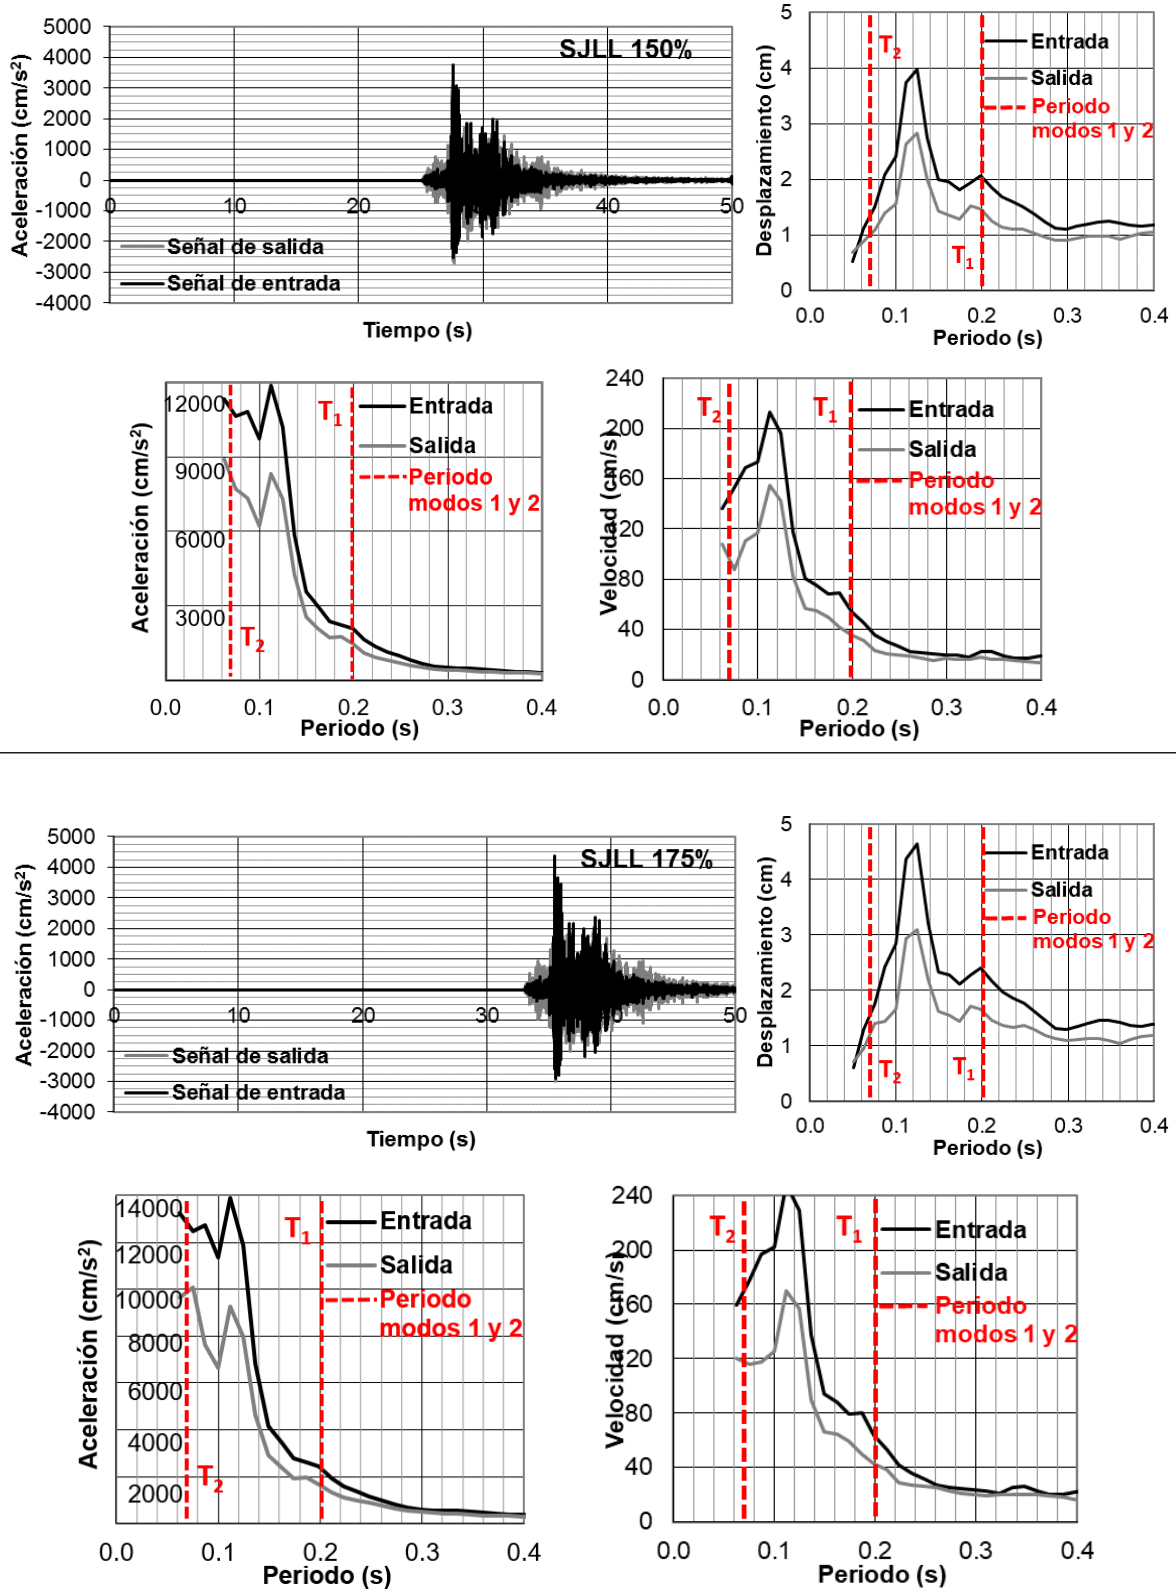 SJLL 150%
Aceleración (cm/s²)
5000
4000
3000
2000
1000
0
-1000
-2000
-3000
-4000
0
10
20
40
50
Señal de salida
Señal de entrada
Tiempo (s)
Desplazamiento (cm)
5
4
3
2
1
0
T₂
Entrada
Salida
Periodo
modos 1 y 2
T₁
0.0
0.1
0.2
0.3
0.4
Periodo (s)
Aceleración (cm/s²)
12000
9000
6000
3000
T₁
Entrada
Salida
Periodo
modos 1 y 2
T₂
0.0
0.1
0.2
0.3
0.4
Periodo (s)
Velocidad (cm/s)
240
200
160
120
80
40
0
T₂
T₁
Entrada
Salida
Periodo
modos 1 y 2
0.0
0.1
0.2
0.3
0.4
Periodo (s)
SJLL 175%
Aceleración (cm/s²)
5000
4000
3000
2000
1000
0
-1000
-2000
-3000
-4000
0
10
20
30
40
50
Señal de salida
Señal de entrada
Tiempo (s)
Desplazamiento (cm)
5
4
3
2
1
0
Entrada
Salida
Periodo
modos 1 y 2
T₂
T₁
0.0
0.1
0.2
0.3
0.4
Periodo (s)
Aceleración (cm/s²)
14000
12000
10000
8000
6000
4000
2000
T₁
Entrada
Salida
Periodo
modos 1 y 2
T₂
0.0
0.1
0.2
0.3
0.4
Periodo (s)
Velocidad (cm/s)
240
200
160
120
80
40
0
T₂
T₁
Entrada
Salida
Periodo
modos 1 y 2
0.0
0.1
0.2
0.3
0.4
Periodo (s)